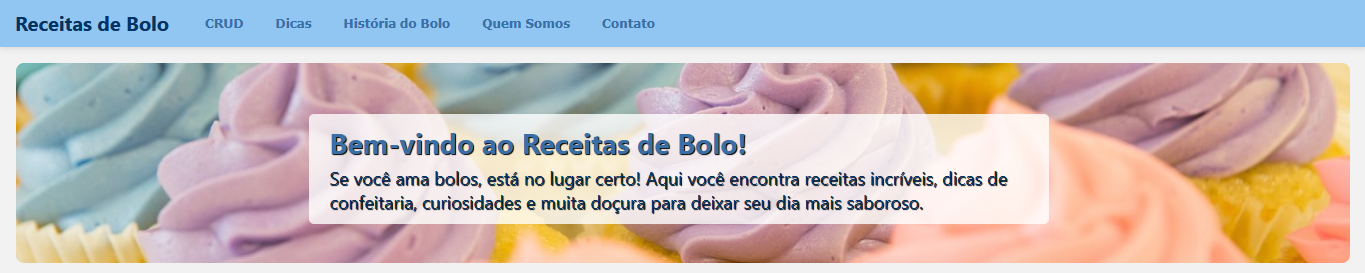 Receitas de Bolo
CRUD
Dicas
História do Bolo
Quem Somos
Contato
Bem-vindo ao Receitas de Bolo!
Se você ama bolos, está no lugar certo! Aqui você encontra receitas incríveis, dicas de
confeitaria, curiosidades e muita doçura para deixar seu dia mais saboroso.